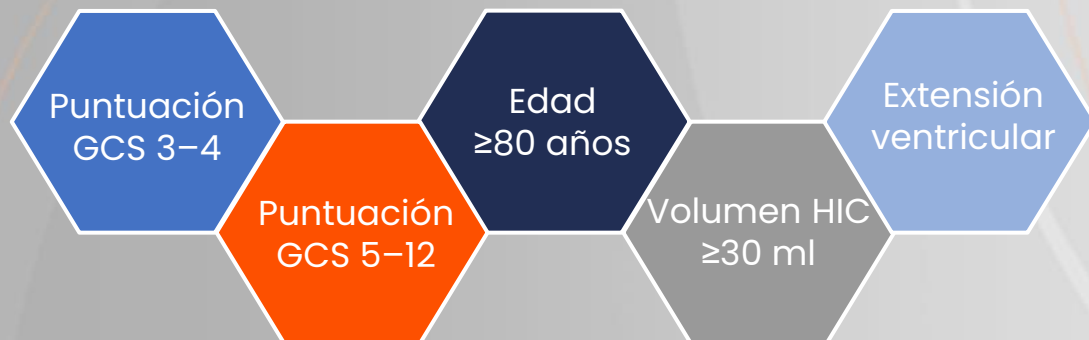 Puntuación
GCS 3–4
Puntuación
GCS 5–12
Edad
≥80 años
Volumen HIC
≥30 ml
Extensión
ventricular